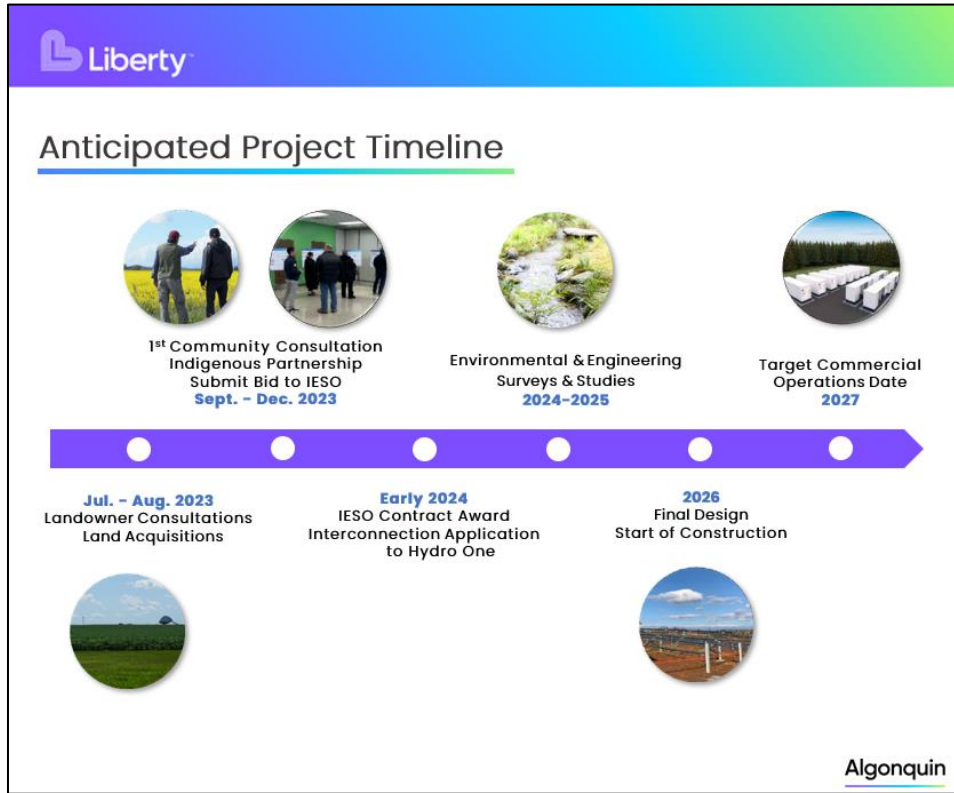 Liberty™
Anticipated Project Timeline
1st Community Consultation
Indigenous Partnership
Submit Bid to IESO
Sept. - Dec. 2023
Environmental & Engineering
Surveys & Studies
2024-2025
Target Commercial
Operations Date
2027
Jul. - Aug. 2023
Landowner Consultations
Land Acquisitions
Early 2024
IESO Contract Award
Interconnection Application
to Hydro One
2026
Final Design
Start of Construction
Algonquin